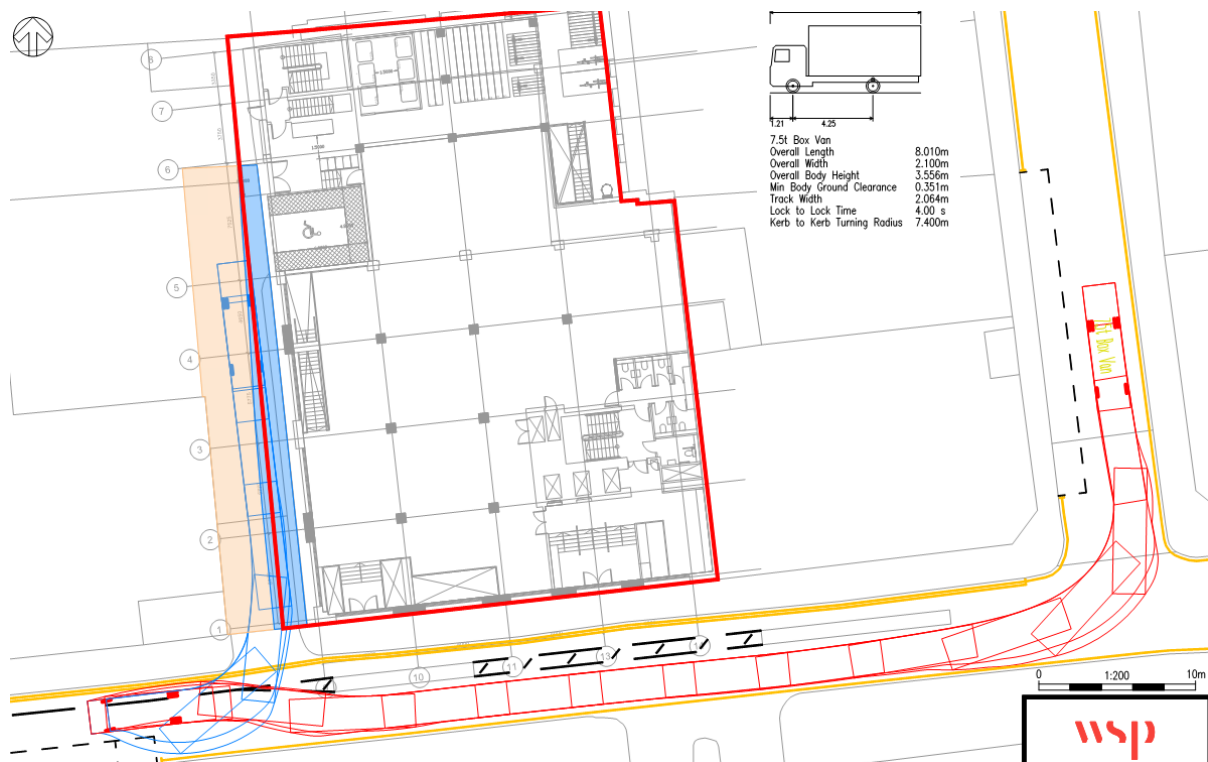 8
7
6
5
4
3
2
1
10
11
13
1.21
4.25
7.5t Box Van
Overall Length 8.010m
Overall Width 2.100m
Overall Body Height 3.556m
Min Body Ground Clearance 0.351m
Track Width 2.064m
Lock to Lock Time 4.00 s
Kerb to Kerb Turning Radius 7.400m
7.5t Box Van
0 1:200 10m
wsp